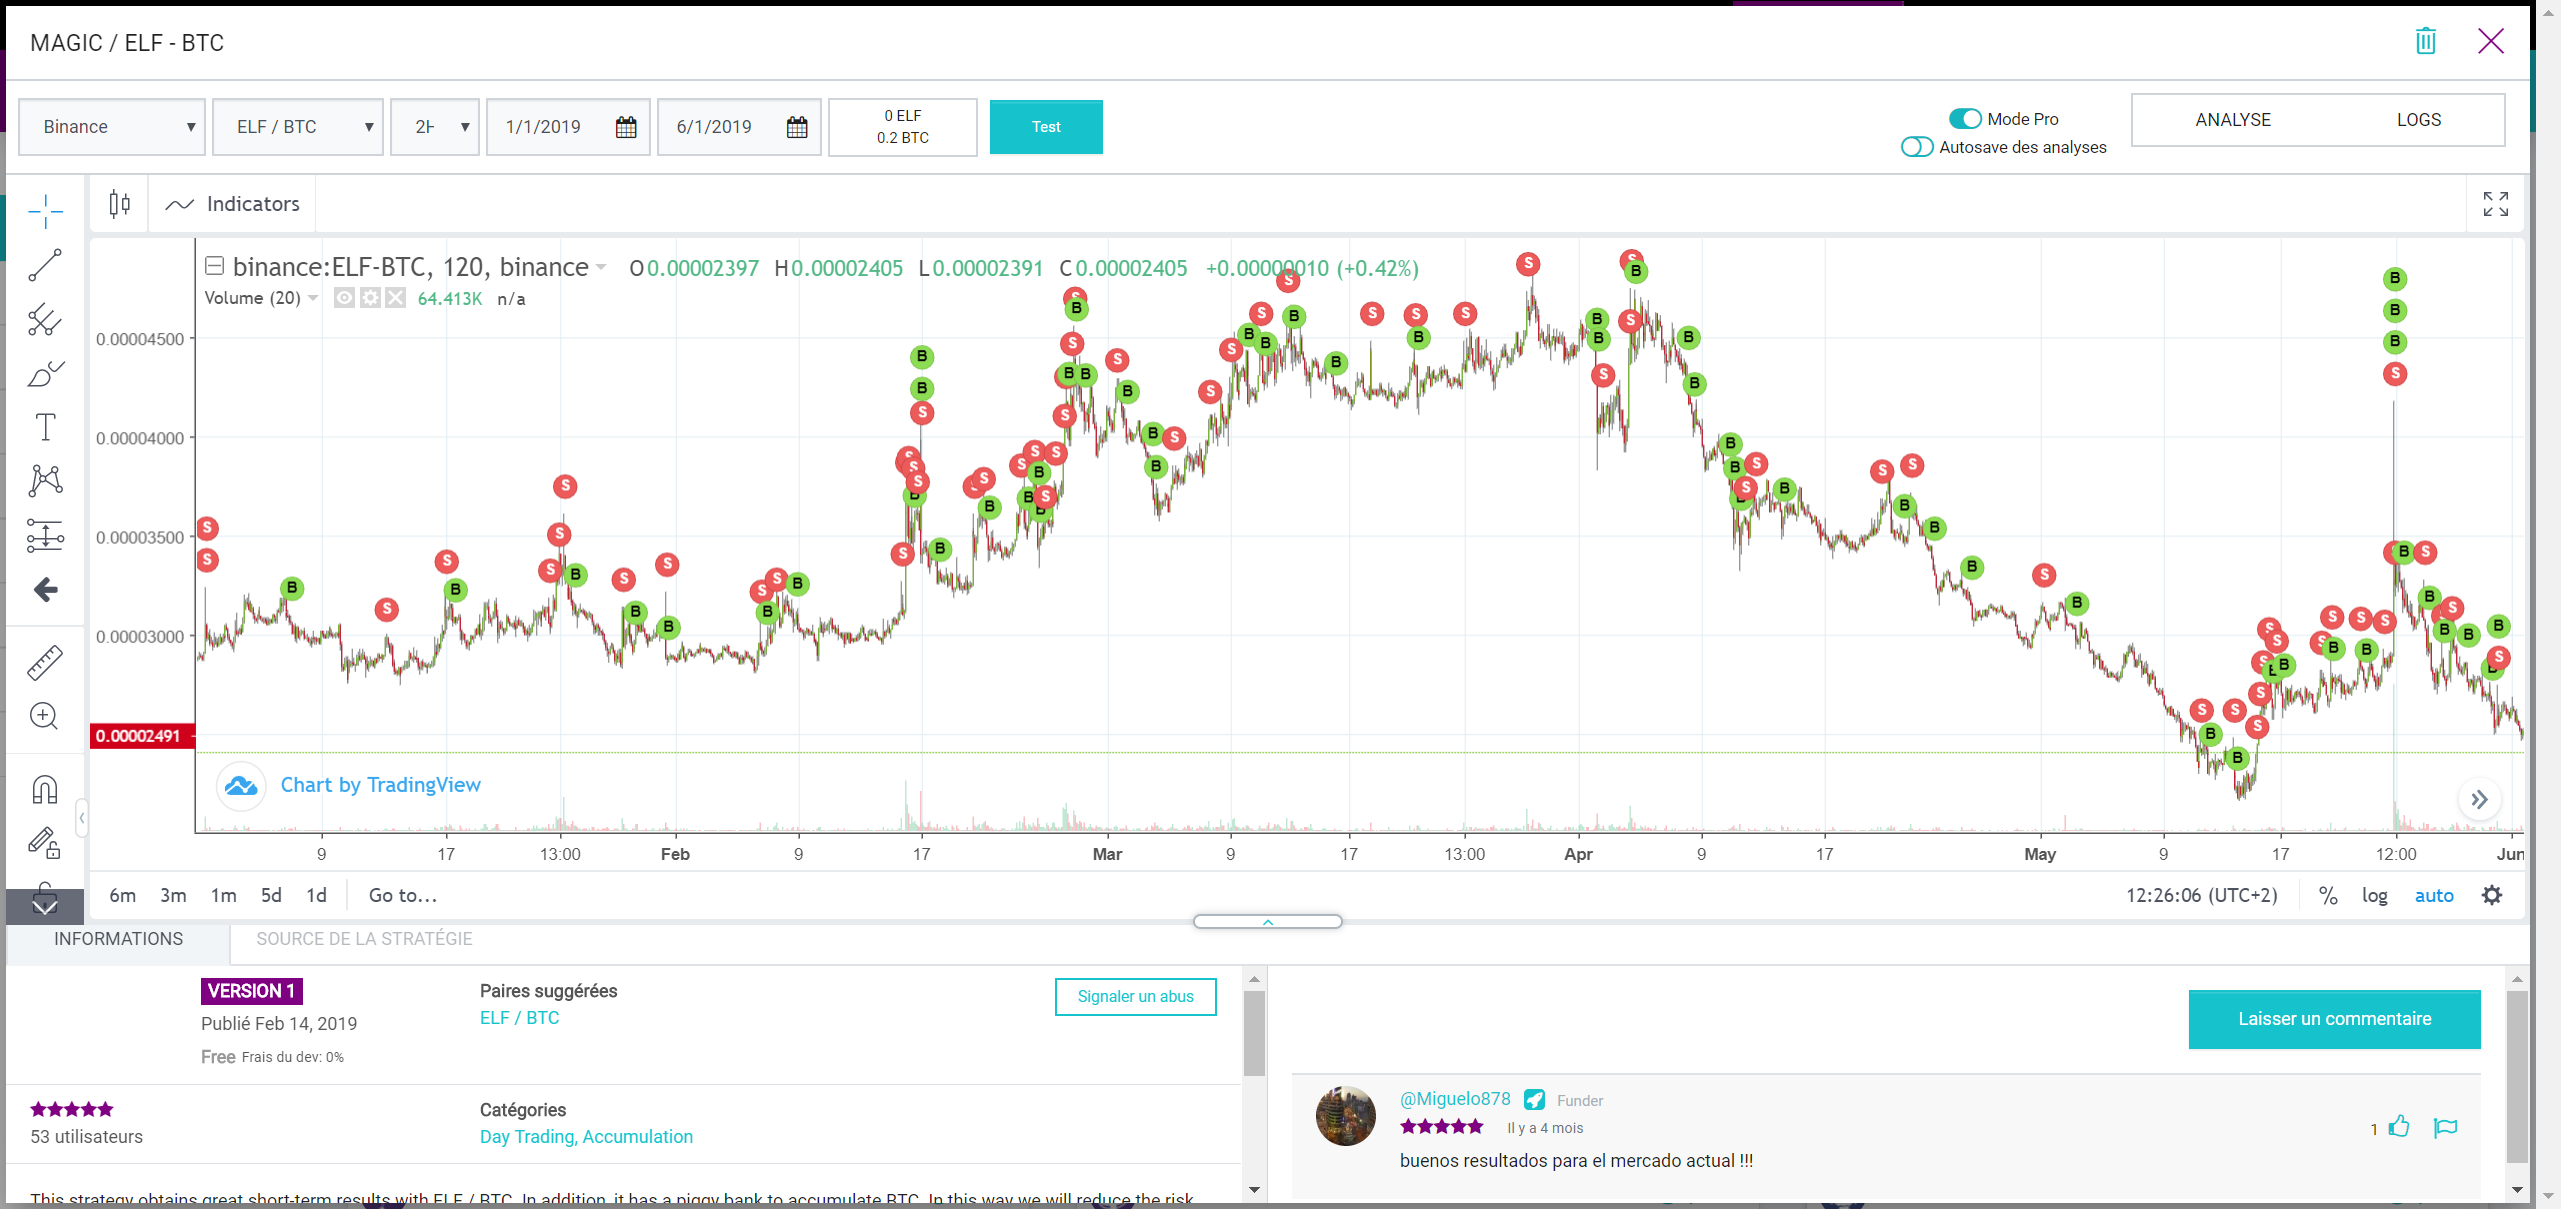 MAGIC / ELF - BTC
Binance
ELF / BTC
2H
1/1/2019
6/1/2019
0 ELF
0.2 BTC
Test
Mode Pro
Autosave des analyses
ANALYSE
LOGS
Indicators
binance:ELF-BTC, 120, binance
O 0.00002397 H 0.00002405 L 0.00002391 C 0.00002405 +0.00000010 (+0.42%)
Volume (20)
64.413K n/a
0.00004500
0.00004000
0.00003500
0.00003000
0.00002491
Chart by TradingView
9 17 13:00 Feb 9 17 Mar 9 17 13:00 Apr 9 17 May 9 17 12:00 Jun
6m 3m 1m 5d 1d Go to...
12:26:06 (UTC+2) % log auto
INFORMATIONS
SOURCE DE LA STRATÉGIE
VERSION 1
Publié Feb 14, 2019
Free Frais du dev: 0%
Paires suggérées
ELF / BTC
Signaler un abus
53 utilisateurs
Catégories
Day Trading, Accumulation
This strategy obtains great short-term results with ELF / BTC. In addition, it has a piggy bank to accumulate BTC. In this way we will reduce the risk
Laisser un commentaire
@Miguelo878
Funder
Il y a 4 mois
1
buenos resultados para el mercado actual !!!